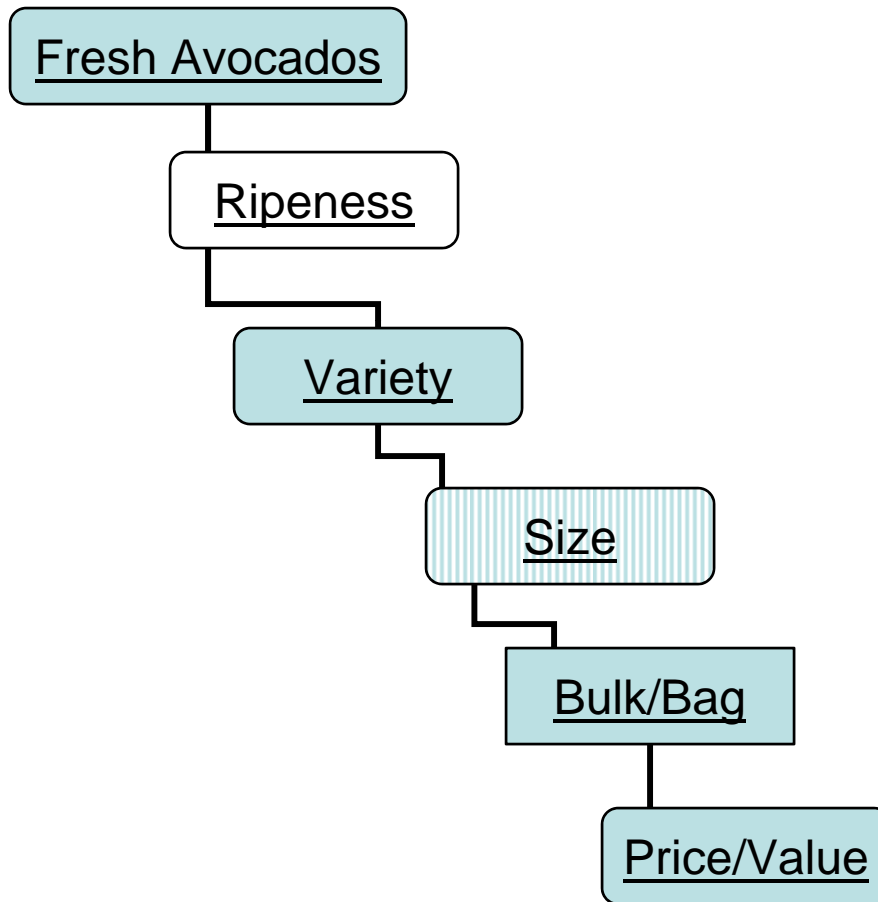 Fresh Avocados
Ripeness
Variety
Size
Bulk/Bag
Price/Value